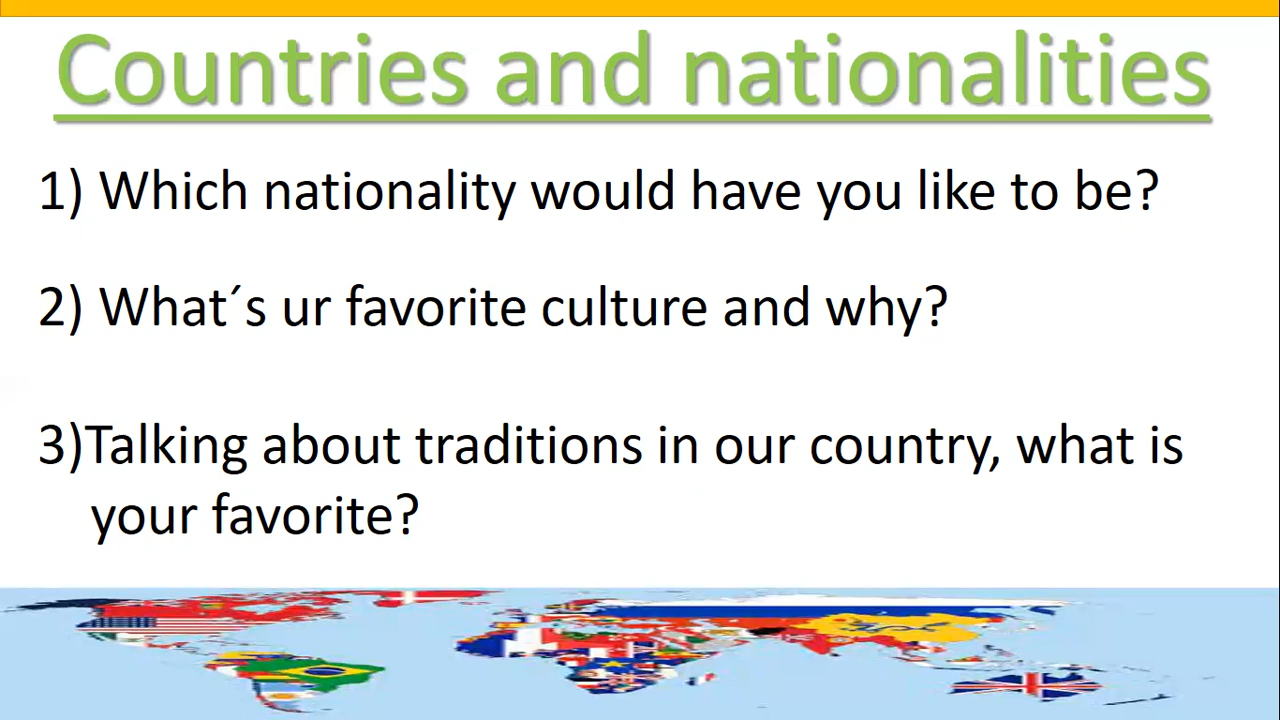 Countries and nationalities
1) Which nationality would have you like to be?
2) What´s ur favorite culture and why?
3)Talking about traditions in our country, what is
your favorite?